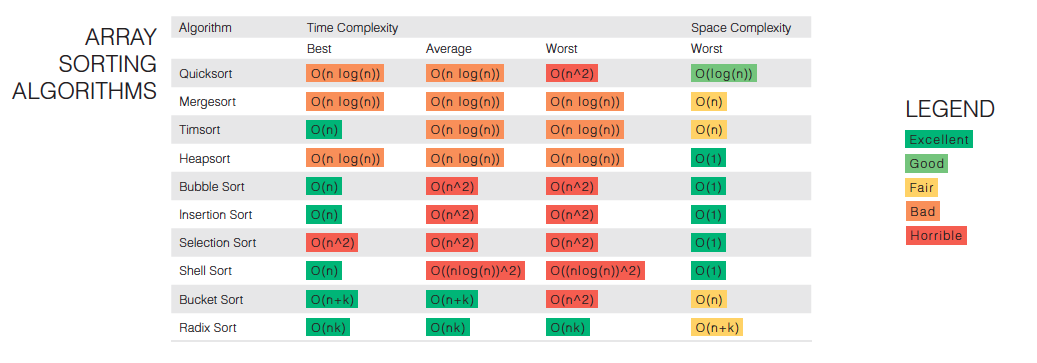 ARRAY
SORTING
ALGORITHMS
Algorithm Time Complexity Space Complexity
Best Average Worst Worst
Quicksort O(n log(n)) O(n log(n)) O(n^2) O(log(n))
Mergesort O(n log(n)) O(n log(n)) O(n log(n)) O(n)
Timsort O(n) O(n log(n)) O(n log(n)) O(n)
Heapsort O(n log(n)) O(n log(n)) O(n log(n)) O(1)
Bubble Sort O(n) O(n^2) O(n^2) O(1)
Insertion Sort O(n) O(n^2) O(n^2) O(1)
Selection Sort O(n^2) O(n^2) O(n^2) O(1)
Shell Sort O(n) O((nlog(n))^2) O((nlog(n))^2) O(1)
Bucket Sort O(n+k) O(n+k) O(n^2) O(n)
Radix Sort O(nk) O(nk) O(nk) O(n+k)
LEGEND
Excellent
Good
Fair
Bad
Horrible